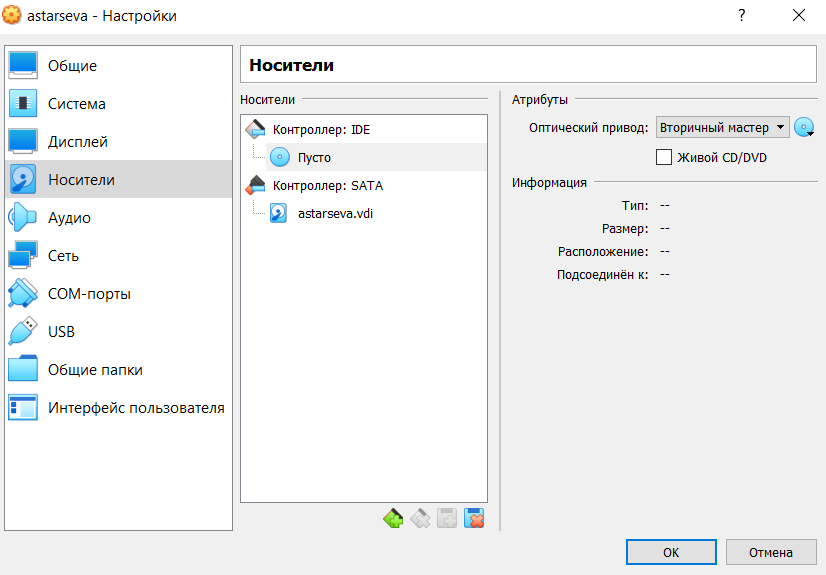 astarseva - Настройки
?
Общие
Система
Дисплей
Носители
Аудио
Сеть
COM-порты
USB
Общие папки
Интерфейс пользователя
Носители
Носители
Контроллер: IDE
Пусто
Контроллер: SATA
astarseva.vdi
Атрибуты
Оптический привод: Вторичный мастер
Живой CD/DVD
Информация
Тип: --
Размер: --
Расположение: --
Подсоединён к: --
OK
Отмена